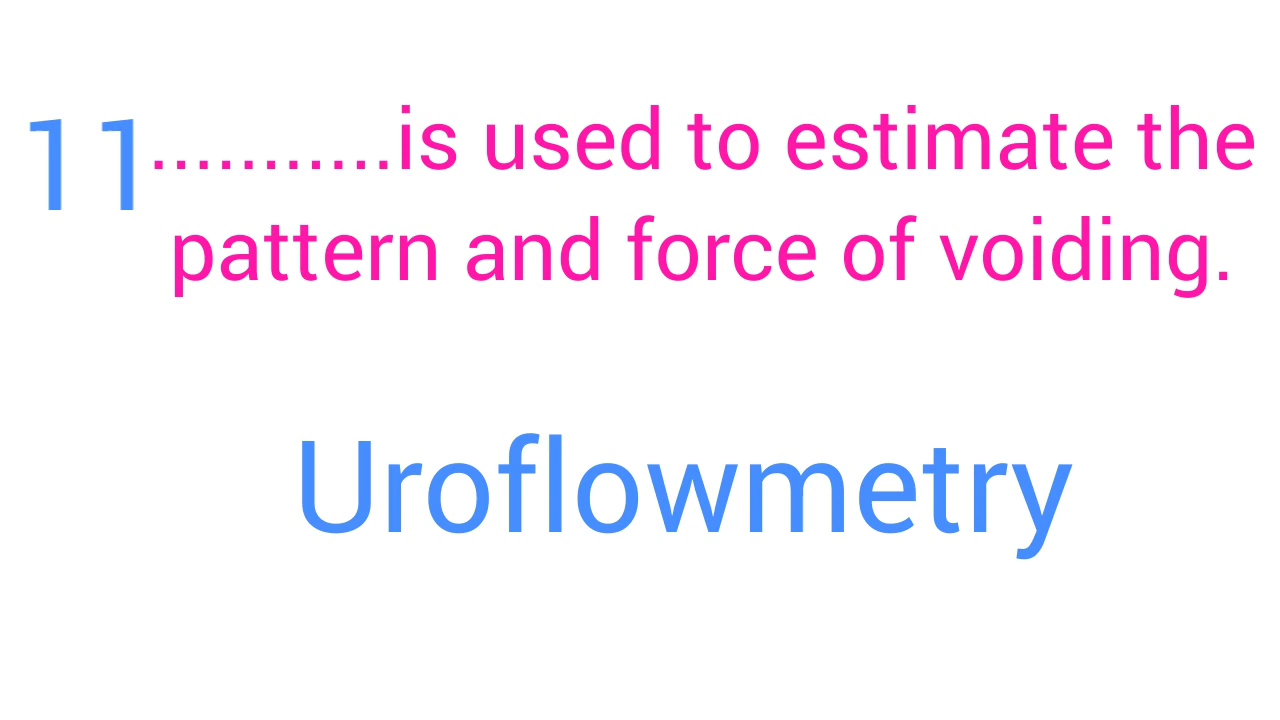 11...........is used to estimate the
pattern and force of voiding.
Uroflowmetry